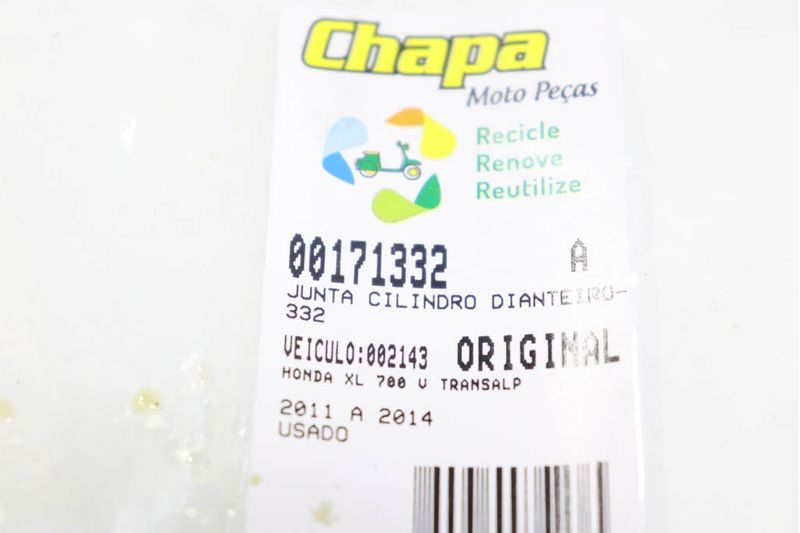 Chapa
Moto Peças
Recicle
Renove
Reutilize
00171332 A
JUNTA CILINDRO DIANTEIRO-
332
VEICULO:002143 ORIGINAL
HONDA XL 700 V TRANSALP
2011 A 2014
USADO